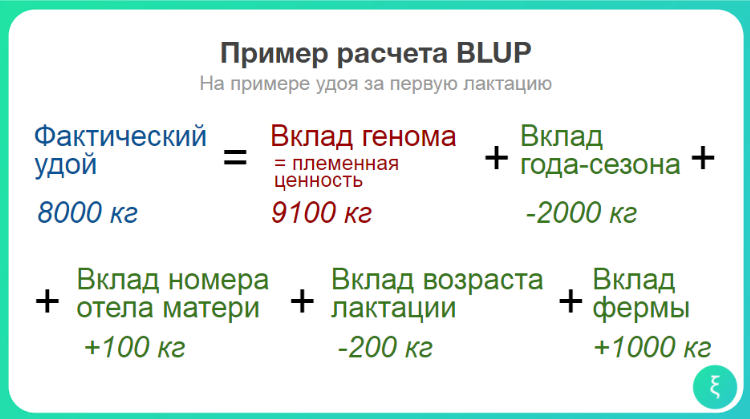 Пример расчета BLUP
На примере удоя за первую лактацию
Фактический
удой
8000 кг
=
Вклад генома
= племенная
ценность
9100 кг
+
Вклад
года-сезона
-2000 кг
+
+
Вклад номера
отела матери
+100 кг
+
Вклад возраста
лактации
-200 кг
+
Вклад
фермы
+1000 кг
ξ